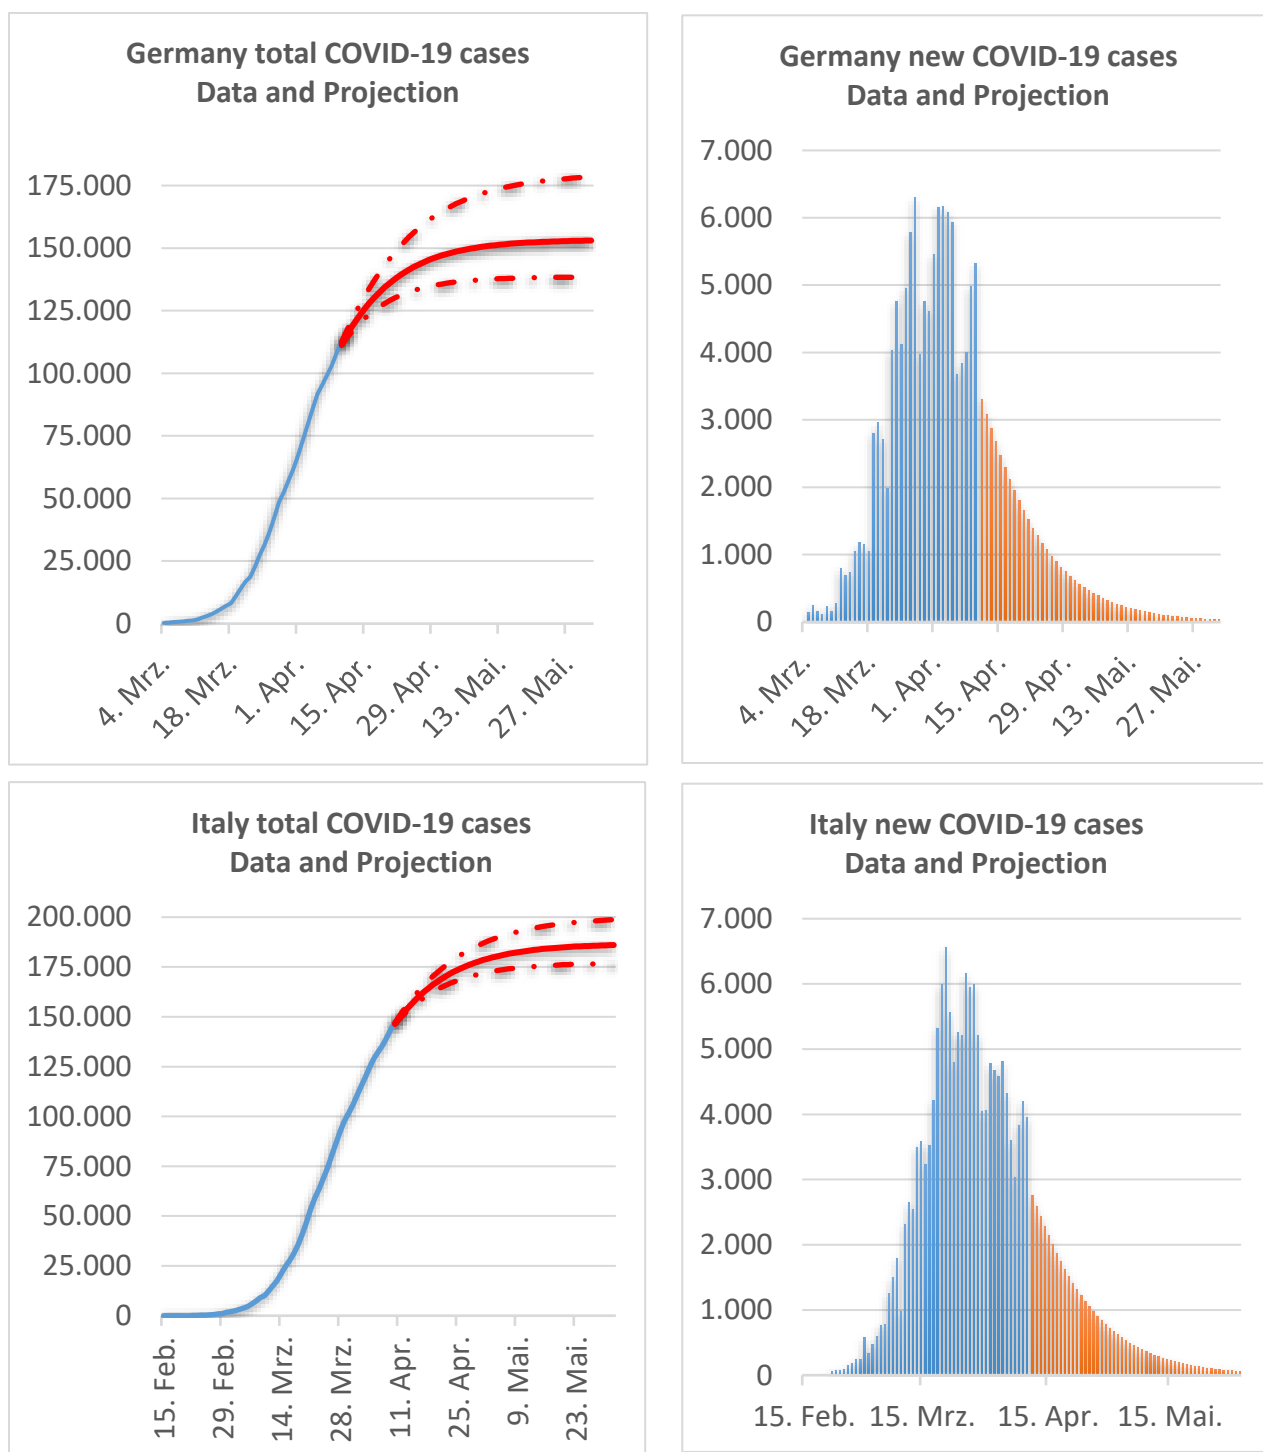 Germany total COVID-19 cases
Data and Projection
175.000
150.000
125.000
100.000
75.000
50.000
25.000
0
4. Mrz.
18. Mrz.
1. Apr.
15. Apr.
29. Apr.
13. Mai.
27. Mai.
Germany new COVID-19 cases
Data and Projection
7.000
6.000
5.000
4.000
3.000
2.000
1.000
0
4. Mrz.
18. Mrz.
1. Apr.
15. Apr.
29. Apr.
13. Mai.
27. Mai.
Italy total COVID-19 cases
Data and Projection
200.000
175.000
150.000
125.000
100.000
75.000
50.000
25.000
0
15. Feb.
29. Feb.
14. Mrz.
28. Mrz.
11. Apr.
25. Apr.
9. Mai.
23. Mai.
Italy new COVID-19 cases
Data and Projection
7.000
6.000
5.000
4.000
3.000
2.000
1.000
0
15. Feb.
15. Mrz.
15. Apr.
15. Mai.